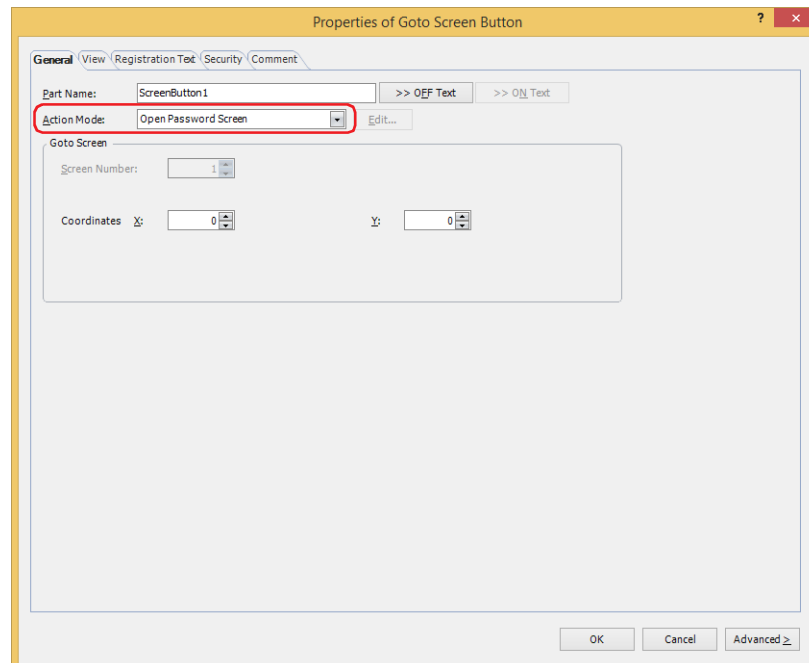 Properties of Goto Screen Button ? ×
General View Registration Text Security Comment
Part Name: ScreenButton1 >> OFF Text >> ON Text
Action Mode: Open Password Screen Edit...
Goto Screen
Screen Number: 1
Coordinates X: 0 Y: 0
OK Cancel Advanced >